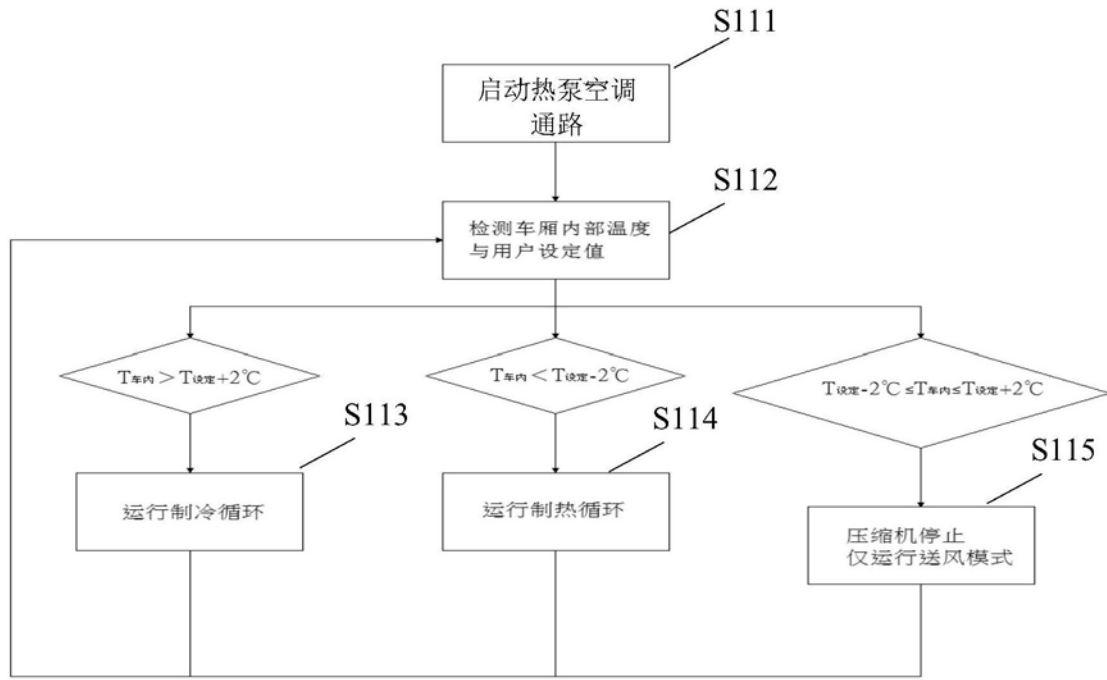 S111
启动热泵空调
通路
S112
检测车厢内部温度
与用户设定值
T车内＞T设定+2℃
T车内＜T设定-2℃
T设定-2℃ ≤T车内≤T设定+2℃
S113
S114
S115
运行制冷循环
运行制热循环
压缩机停止
仅运行送风模式